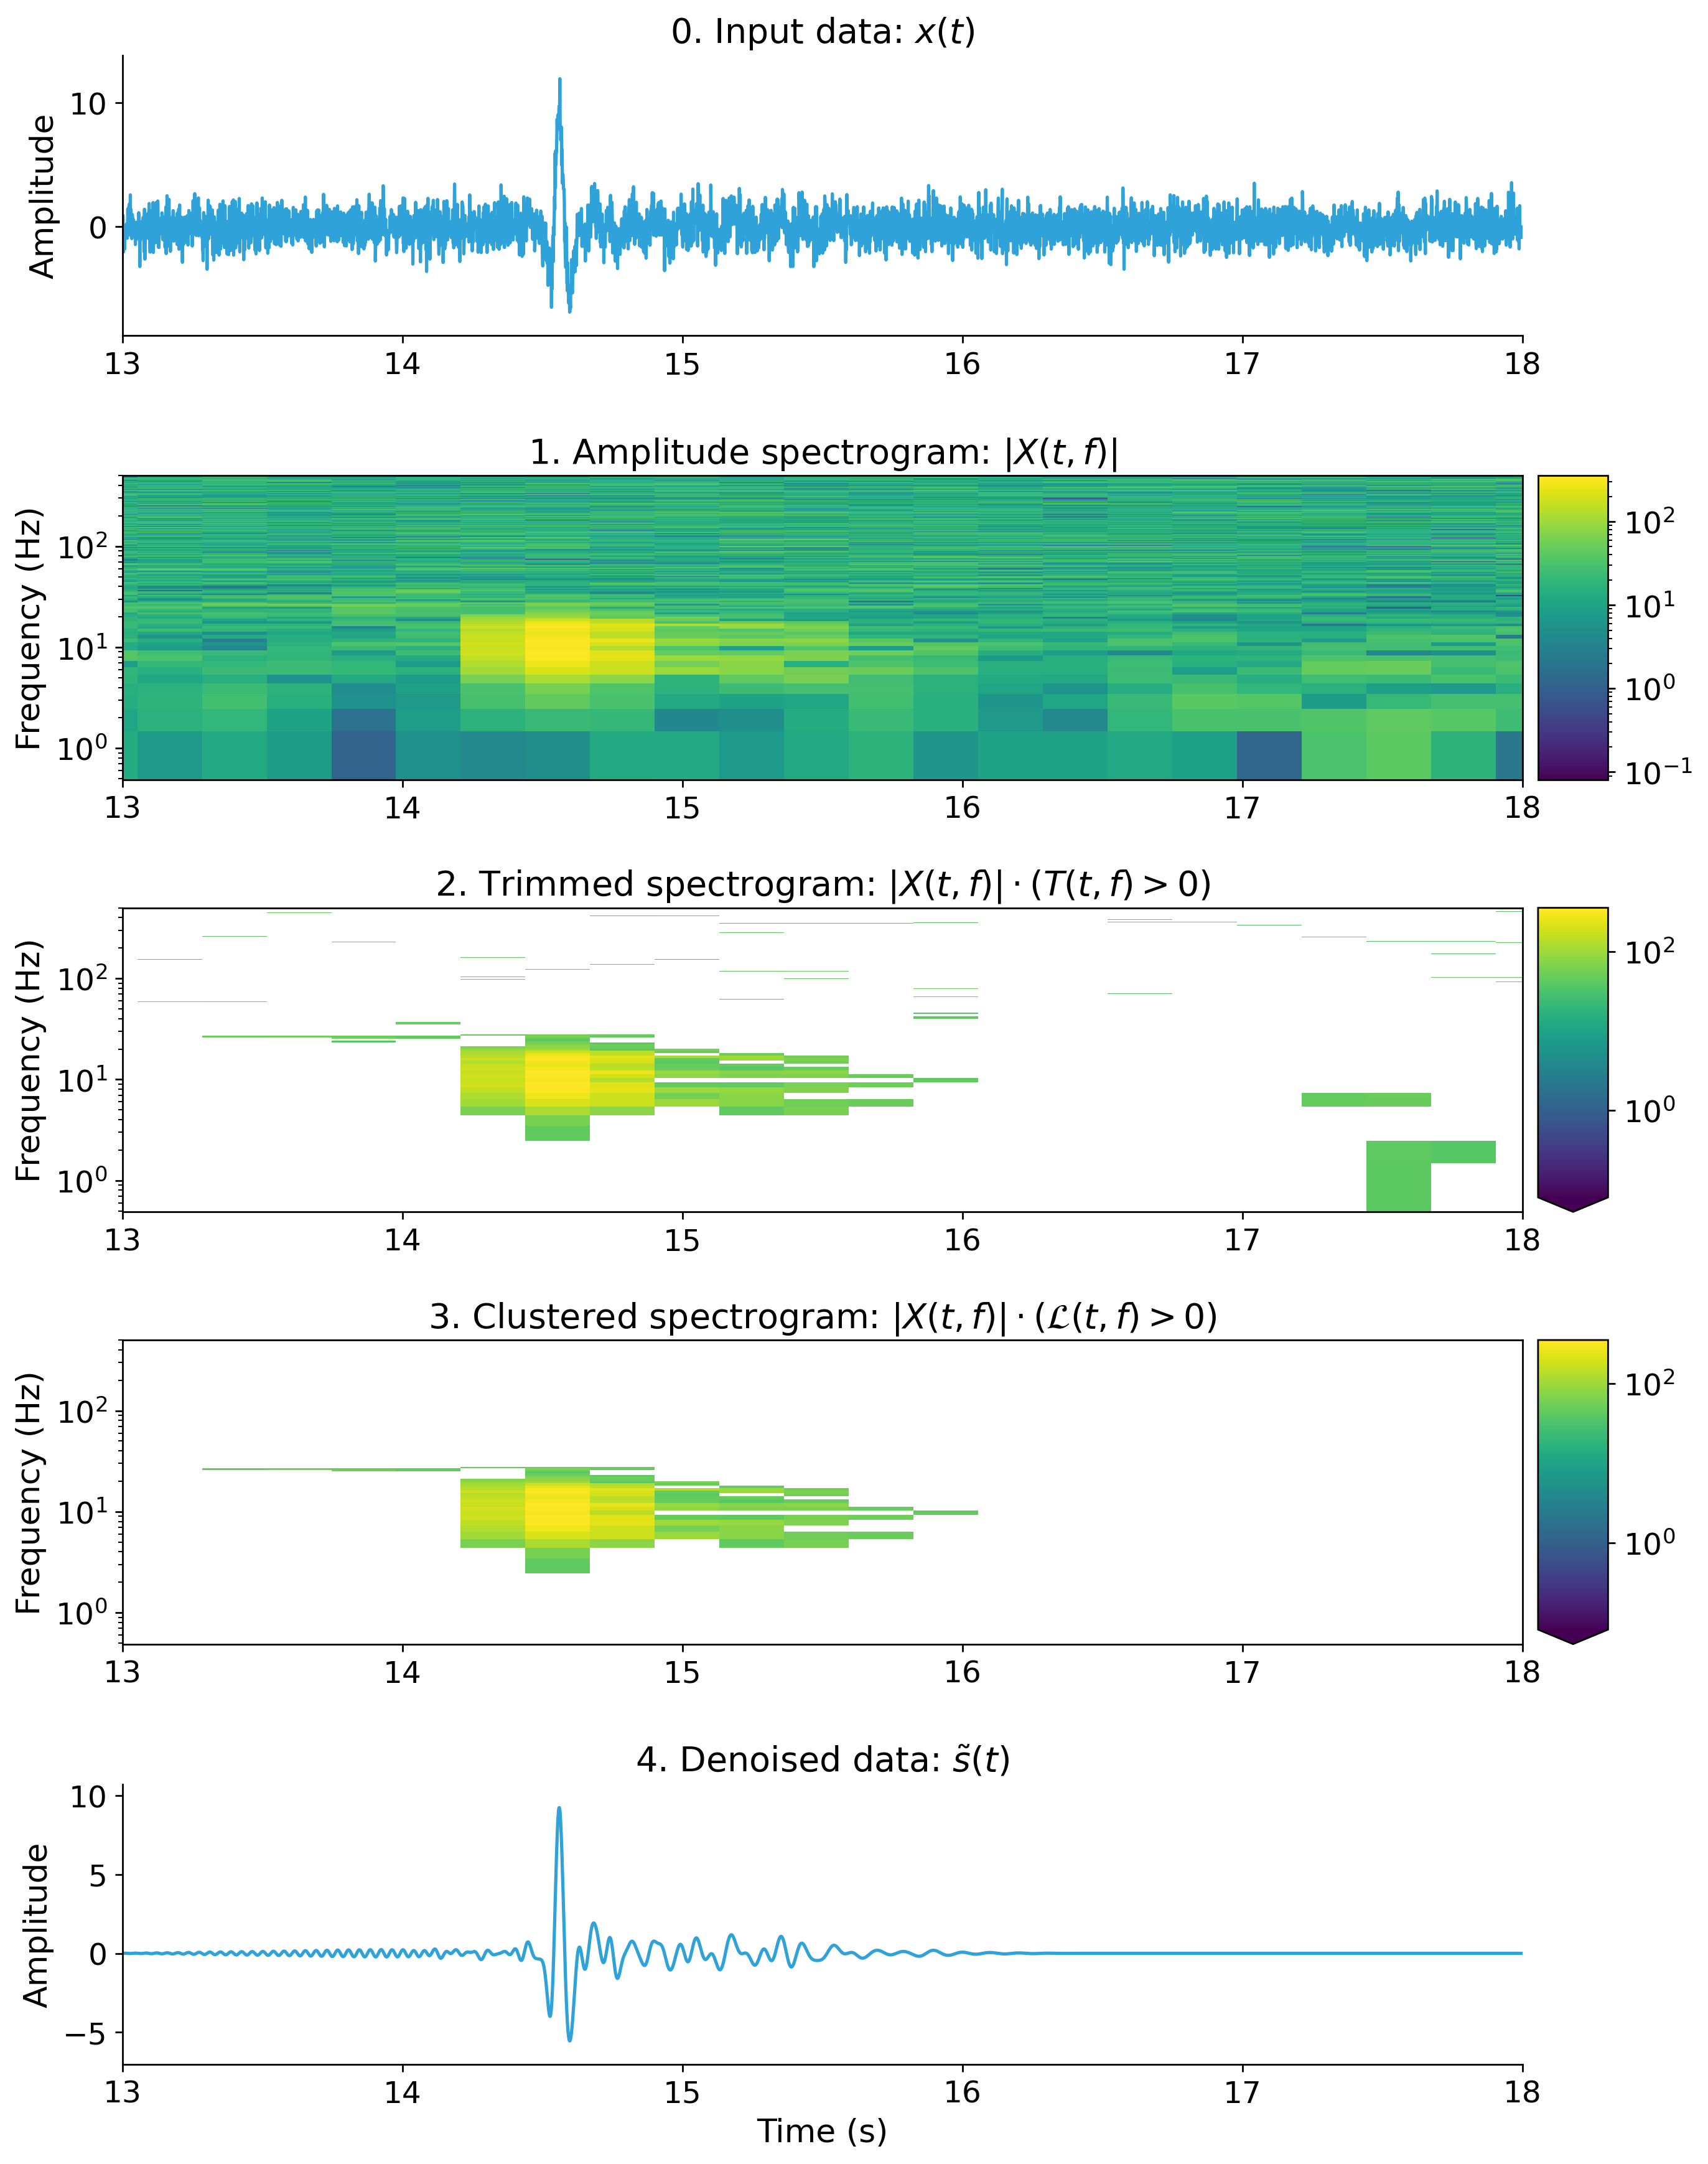 0. Input data: x(t)
Amplitude
10
0
13 14 15 16 17 18
1. Amplitude spectrogram: |X(t, f)|
Frequency (Hz)
10² 10¹ 10⁰
10² 10¹ 10⁰ 10⁻¹
13 14 15 16 17 18
2. Trimmed spectrogram: |X(t, f)| · (T(t, f) > 0)
Frequency (Hz)
10² 10¹ 10⁰
10² 10⁰
13 14 15 16 17 18
3. Clustered spectrogram: |X(t, f)| · (ℒ(t, f) > 0)
Frequency (Hz)
10² 10¹ 10⁰
10² 10⁰
13 14 15 16 17 18
4. Denoised data: s̃(t)
Amplitude
10
5
0
−5
13 14 15 16 17 18
Time (s)